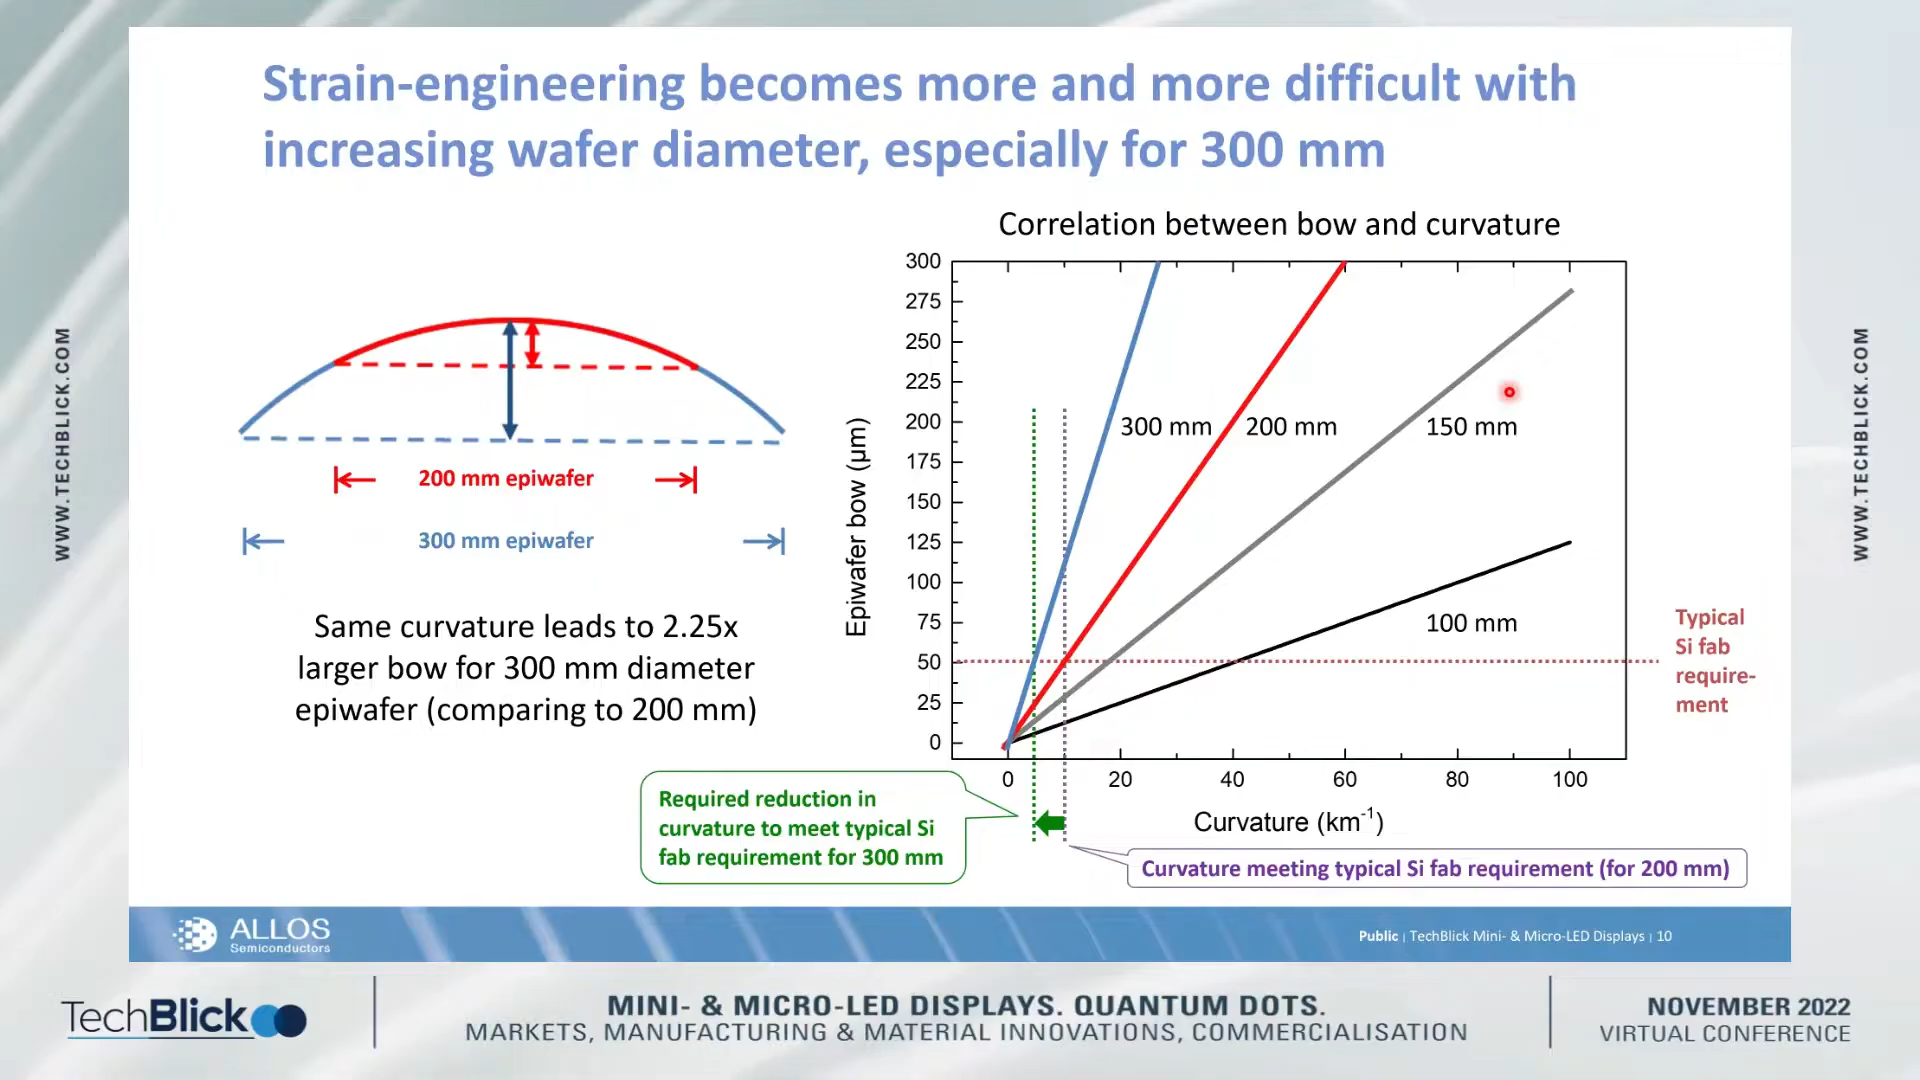 Strain-engineering becomes more and more difficult with
increasing wafer diameter, especially for 300 mm
WWW.TECHBLICK.COM
200 mm epiwafer
300 mm epiwafer
Same curvature leads to 2.25x
larger bow for 300 mm diameter
epiwafer (comparing to 200 mm)
Correlation between bow and curvature
Epiwafer bow (µm)
300
275
250
225
200
175
150
125
100
75
50
25
0
300 mm
200 mm
150 mm
100 mm
0 20 40 60 80 100
Curvature (km⁻¹)
Typical
Si fab
require-
ment
Required reduction in
curvature to meet typical Si
fab requirement for 300 mm
Curvature meeting typical Si fab requirement (for 200 mm)
WWW.TECHBLICK.COM
ALLOS
Semiconductors
Public | TechBlick Mini- & Micro-LED Displays | 10
TechBlick
MINI- & MICRO-LED DISPLAYS. QUANTUM DOTS.
MARKETS, MANUFACTURING & MATERIAL INNOVATIONS, COMMERCIALISATION
NOVEMBER 2022
VIRTUAL CONFERENCE